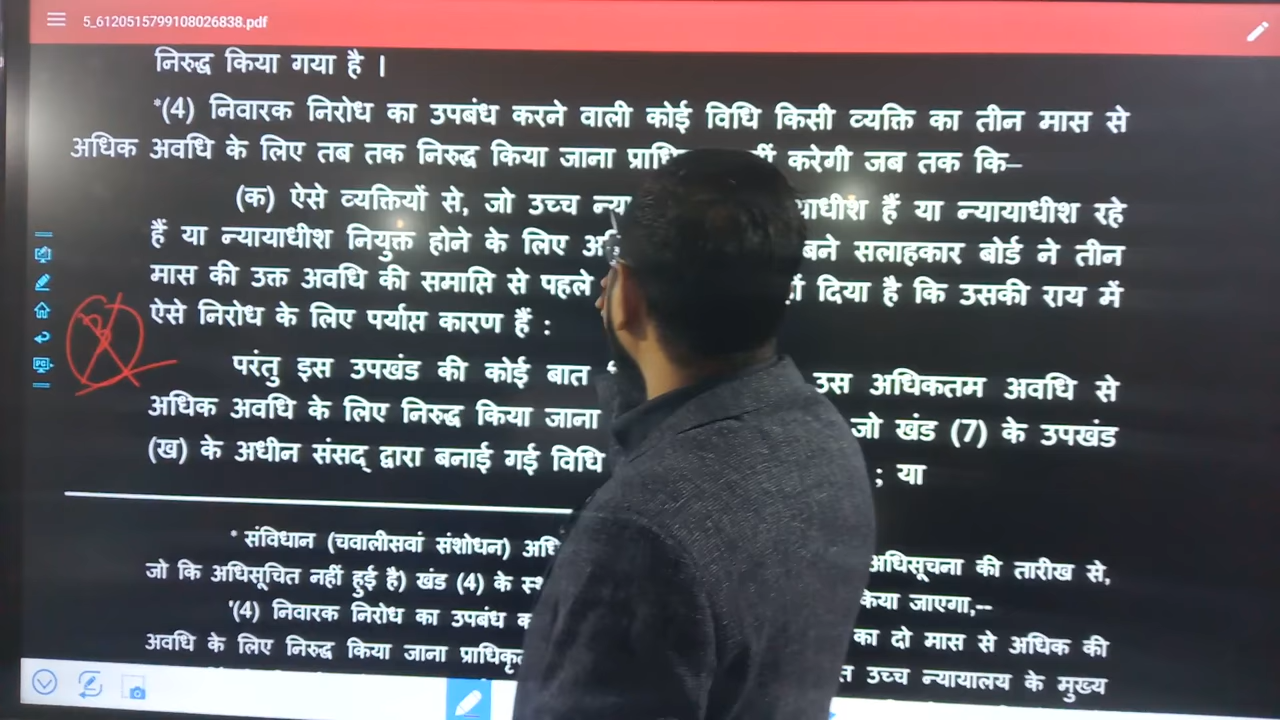 5_6120515799108026838.pdf
निरुद्ध किया गया है ।
*(4) निवारक निरोध का उपबंध करने वाली कोई विधि किसी व्यक्ति का तीन मास से
अधिक अवधि के लिए तब तक निरुद्ध किया जाना करेगी जब तक कि–
(क) ऐसे व्यक्तियों से, जो उच्च हैं या न्यायाधीश रहे
हैं या न्यायाधीश नियुक्त होने के लिए बने सलाहकार बोर्ड ने तीन
मास की उक्त अवधि की समाप्ति से पहले दिया है कि उसकी राय में
ऐसे निरोध के लिए पर्याप्त कारण हैं :
परंतु इस उपखंड की कोई बात उस अधिकतम अवधि से
अधिक अवधि के लिए निरुद्ध किया जाना जो खंड (7) के उपखंड
(ख) के अधीन संसद् द्वारा बनाई गई विधि ; या
* संविधान (चवालीसवां संशोधन) अधिसूचना की तारीख से,
जो कि अधिसूचित नहीं हुई है) खंड (4) के किया जाएगा,--
'(4) निवारक निरोध का उपबंध का दो मास से अधिक की
अवधि के लिए निरुद्ध किया जाना उच्च न्यायालय के मुख्य